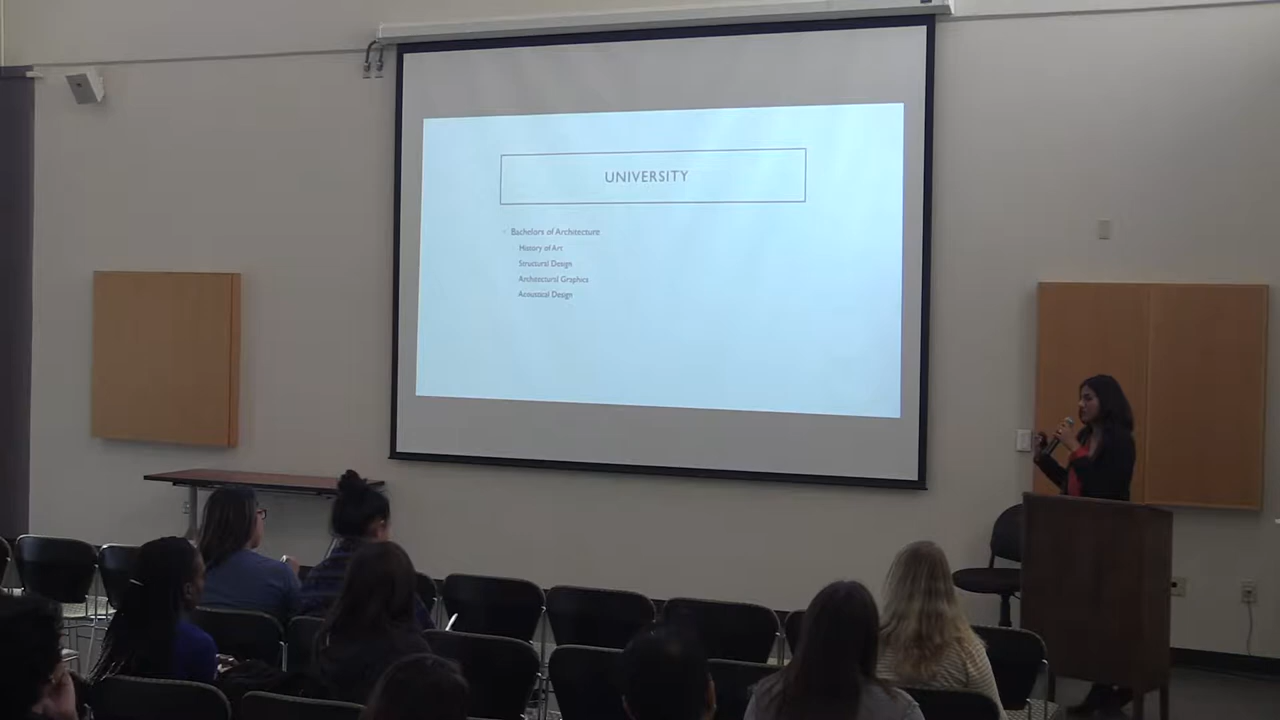 UNIVERSITY
Bachelors of Architecture
History of Art
Structural Design
Architectural Graphics
Acoustical Design